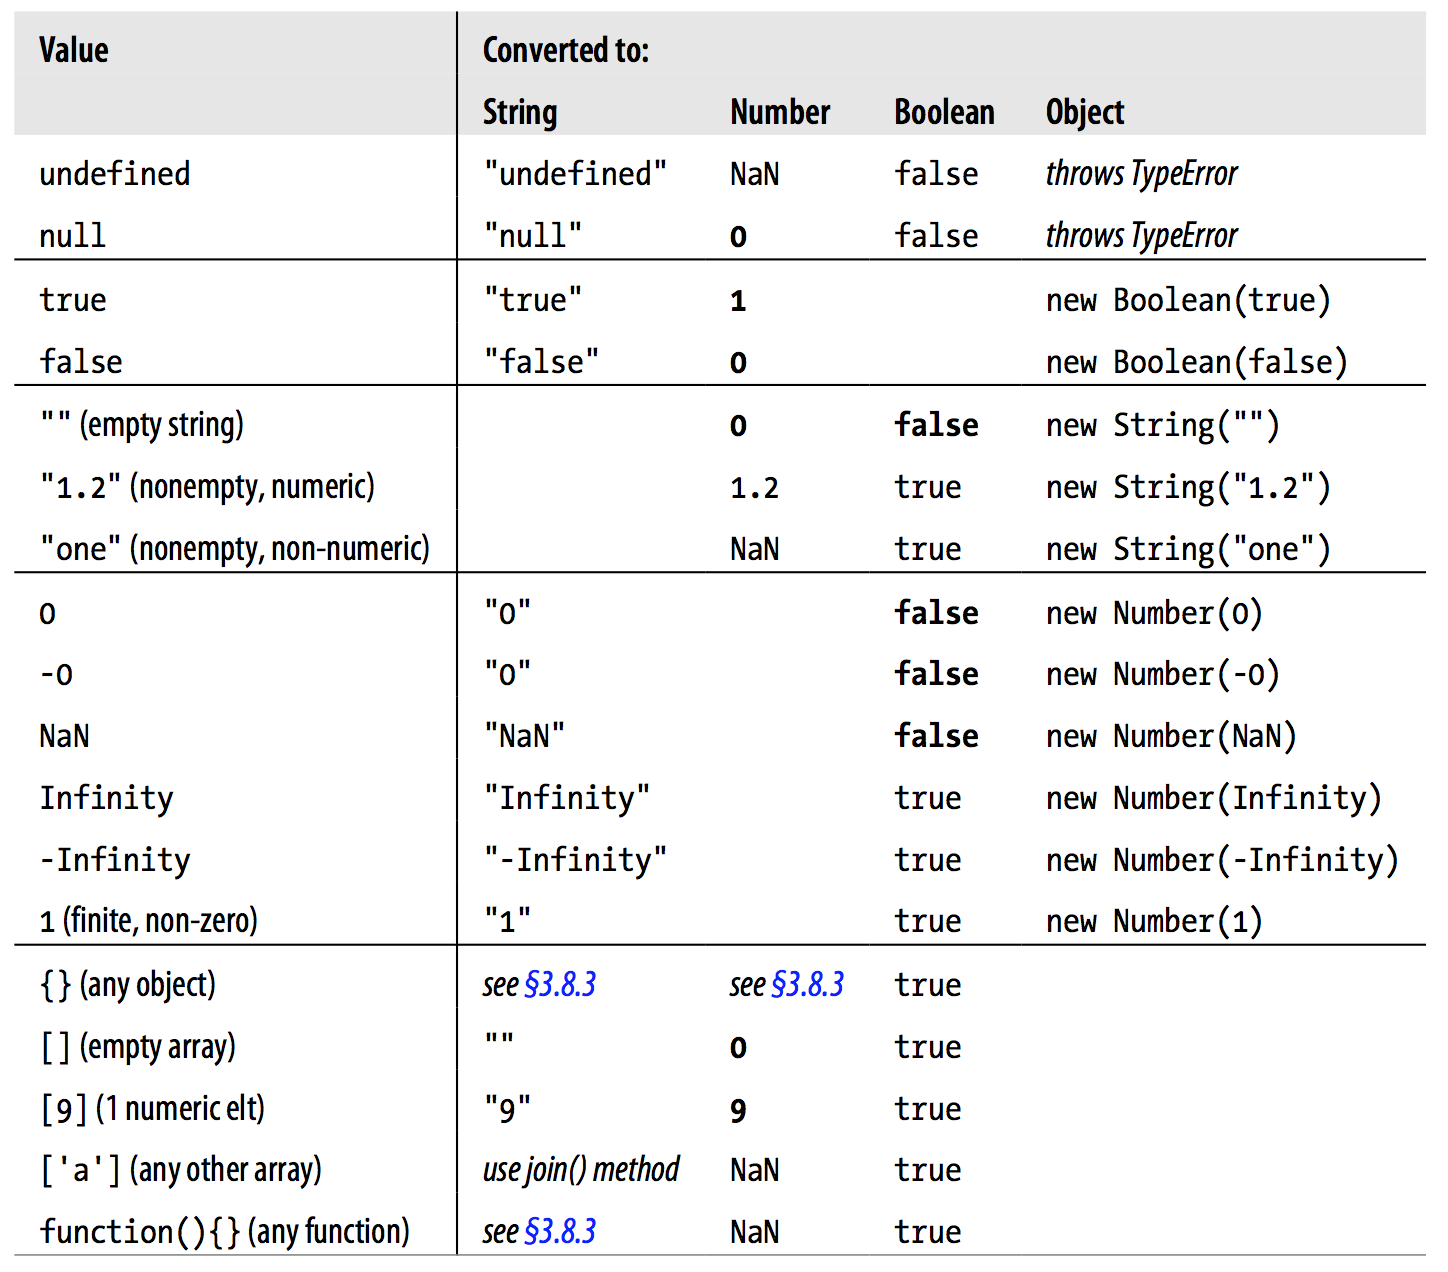 Value Converted to:
String Number Boolean Object
undefined "undefined" NaN false throws TypeError
null "null" 0 false throws TypeError
true "true" 1 new Boolean(true)
false "false" 0 new Boolean(false)
"" (empty string) 0 false new String("")
"1.2" (nonempty, numeric) 1.2 true new String("1.2")
"one" (nonempty, non-numeric) NaN true new String("one")
0 "0" false new Number(0)
-0 "0" false new Number(-0)
NaN "NaN" false new Number(NaN)
Infinity "Infinity" true new Number(Infinity)
-Infinity "-Infinity" true new Number(-Infinity)
1 (finite, non-zero) "1" true new Number(1)
{} (any object) see §3.8.3 see §3.8.3 true
[] (empty array) "" 0 true
[9] (1 numeric elt) "9" 9 true
['a'] (any other array) use join() method NaN true
function(){} (any function) see §3.8.3 NaN true